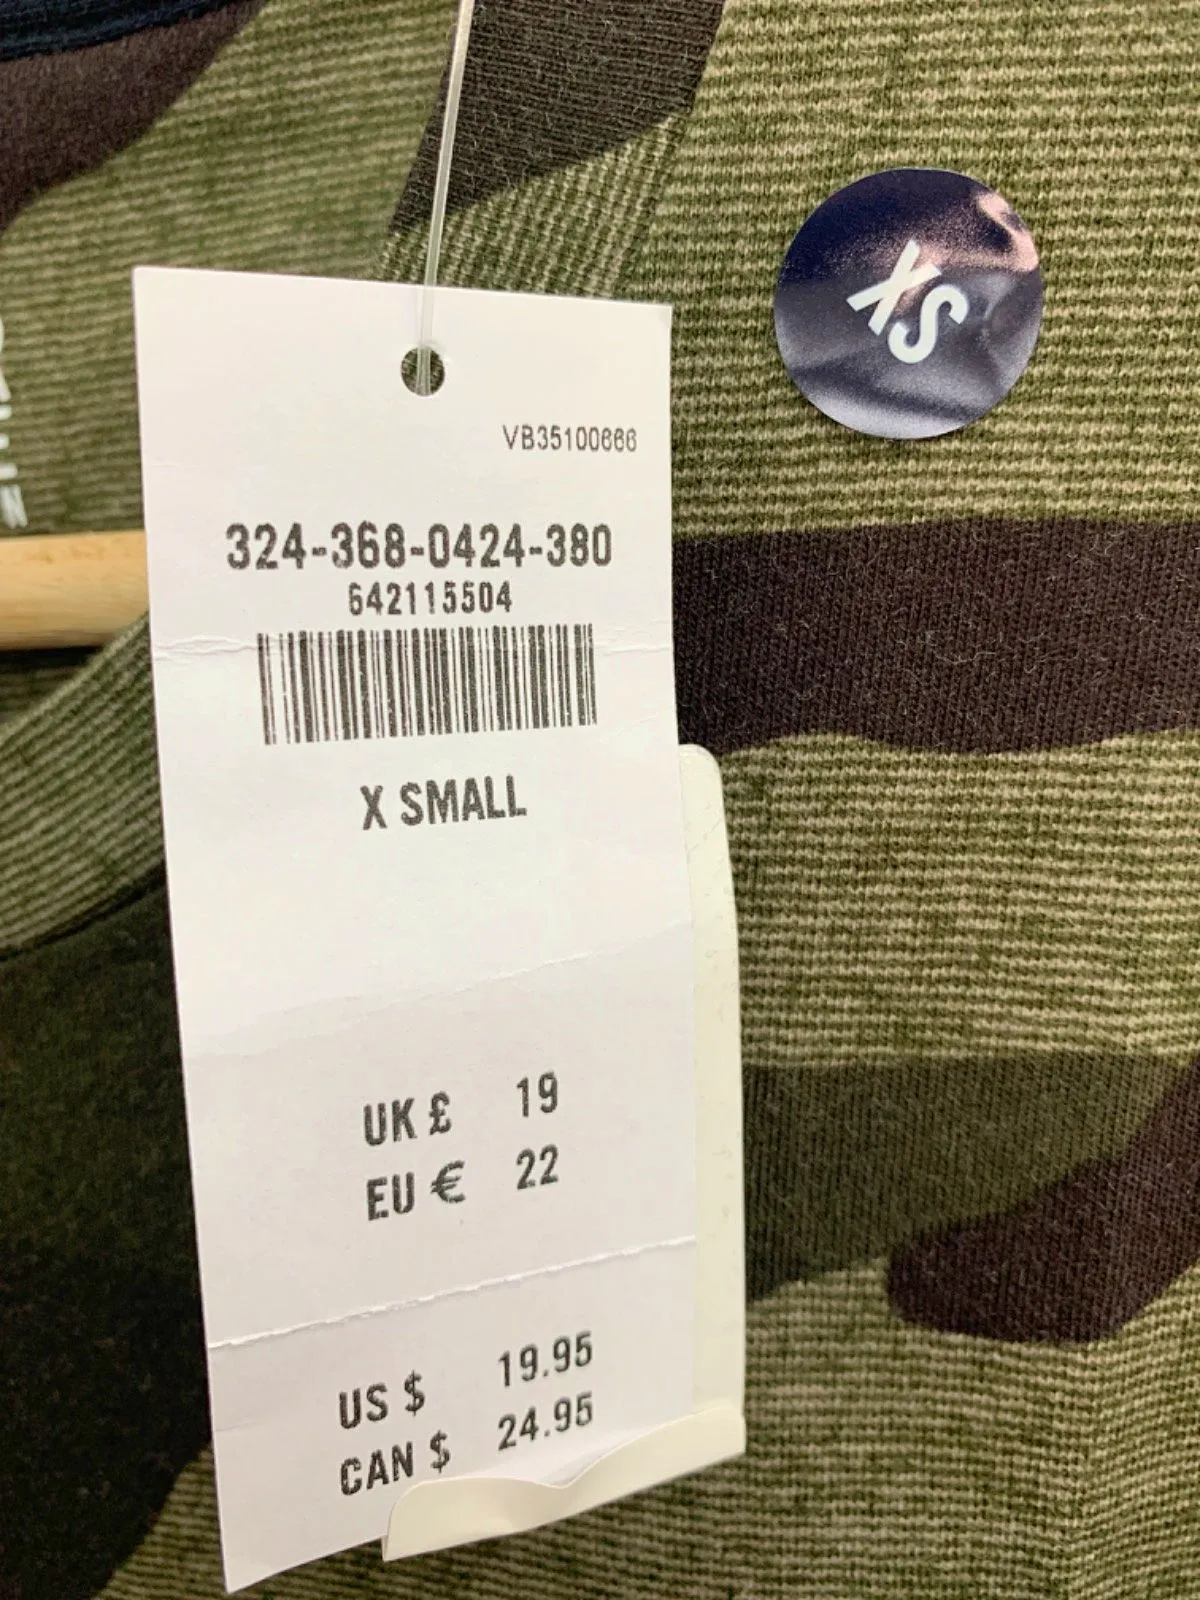 VB35100666
324-368-0424-380
642115504
X SMALL
UK £ 19
EU € 22
US $ 19.95
CAN $ 24.95
XS